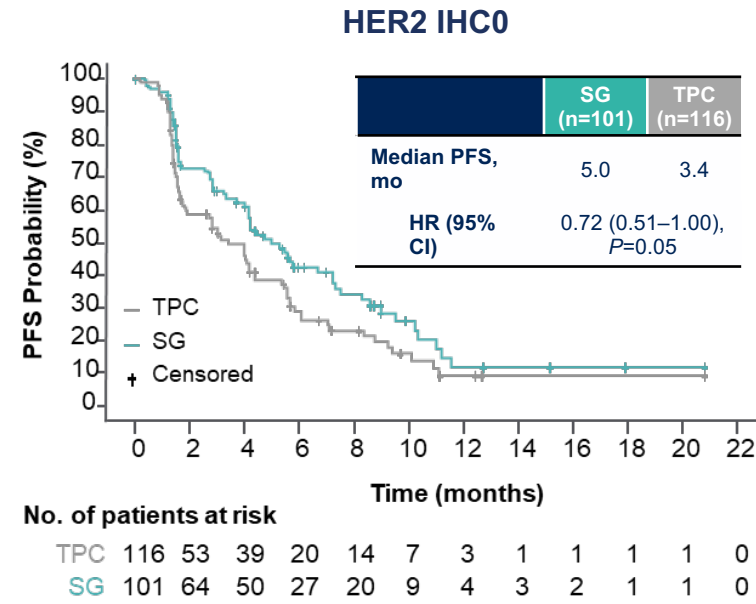 HER2 IHC0
SG
(n=101)
TPC
(n=116)
Median PFS,
mo
5.0
3.4
HR (95%
CI)
0.72 (0.51–1.00),
P=0.05
PFS Probability (%)
100
90
80
70
60
50
40
30
20
10
0
TPC
SG
Censored
0 2 4 6 8 10 12 14 16 18 20 22
Time (months)
No. of patients at risk
TPC 116 53 39 20 14 7 3 1 1 1 1 0
SG 101 64 50 27 20 9 4 3 2 1 1 0